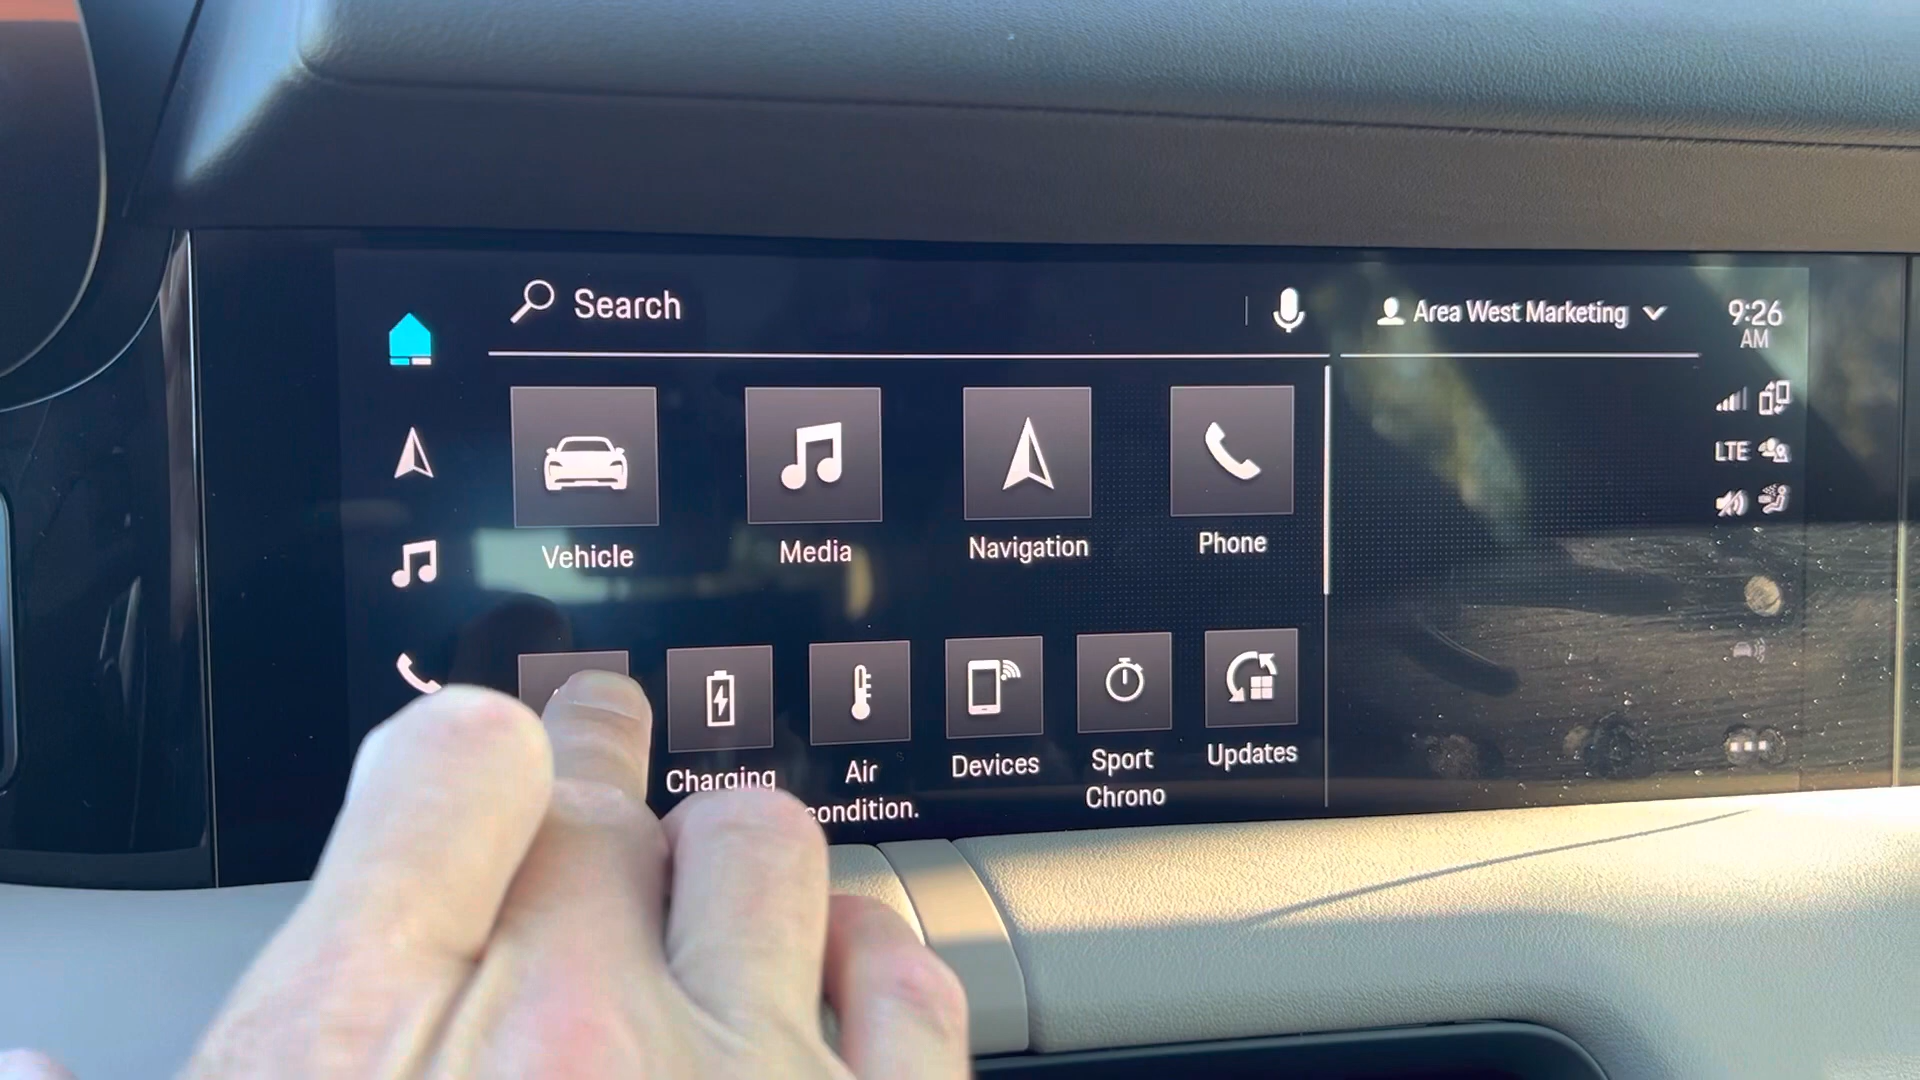 Search
Area West Marketing
9:26
AM
LTE
Vehicle
Media
Navigation
Phone
Charging
Air
condition.
Devices
Sport
Chrono
Updates